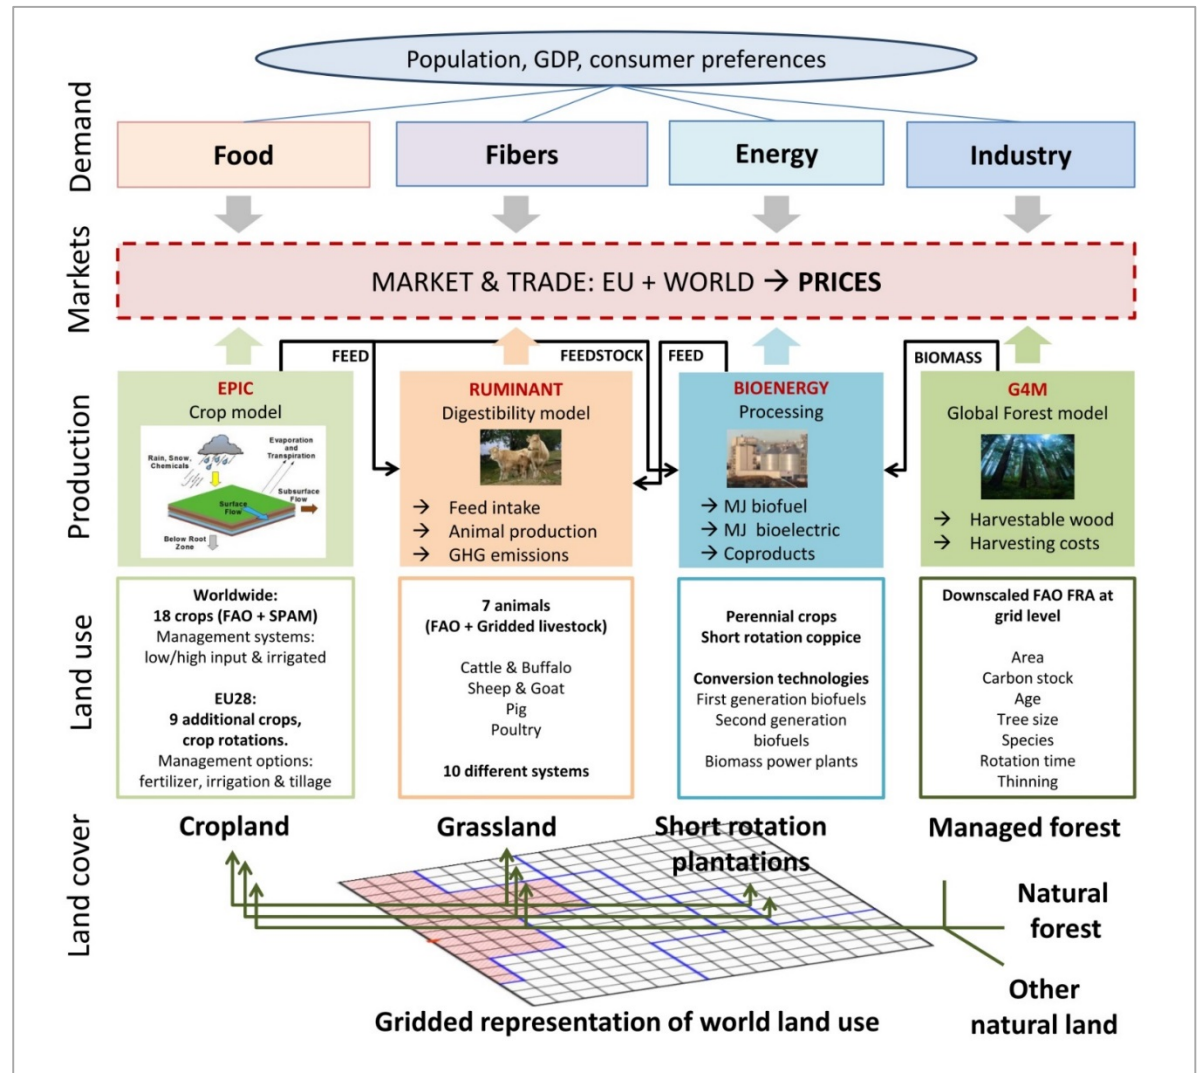 Population, GDP, consumer preferences
Demand
Food
Fibers
Energy
Industry
Markets
MARKET & TRADE: EU + WORLD → PRICES
FEED
FEEDSTOCK
FEED
BIOMASS
Production
EPIC
Crop model
Rain, Snow,
Chemicals
Evaporation
and
Transpiration
Subsurface
Flow
Surface
Flow
Below Root
Zone
RUMINANT
Digestibility model
→ Feed intake
→ Animal production
→ GHG emissions
BIOENERGY
Processing
→ MJ biofuel
→ MJ bioelectric
→ Coproducts
G4M
Global Forest model
→ Harvestable wood
→ Harvesting costs
Land use
Worldwide:
18 crops (FAO + SPAM)
Management systems:
low/high input & irrigated
EU28:
9 additional crops,
crop rotations.
Management options:
fertilizer, irrigation & tillage
7 animals
(FAO + Gridded livestock)
Cattle & Buffalo
Sheep & Goat
Pig
Poultry
10 different systems
Perennial crops
Short rotation coppice
Conversion technologies
First generation biofuels
Second generation
biofuels
Biomass power plants
Downscaled FAO FRA at
grid level
Area
Carbon stock
Age
Tree size
Species
Rotation time
Thinning
Land cover
Cropland
Grassland
Short rotation
plantations
Managed forest
Natural
forest
Other
natural land
Gridded representation of world land use